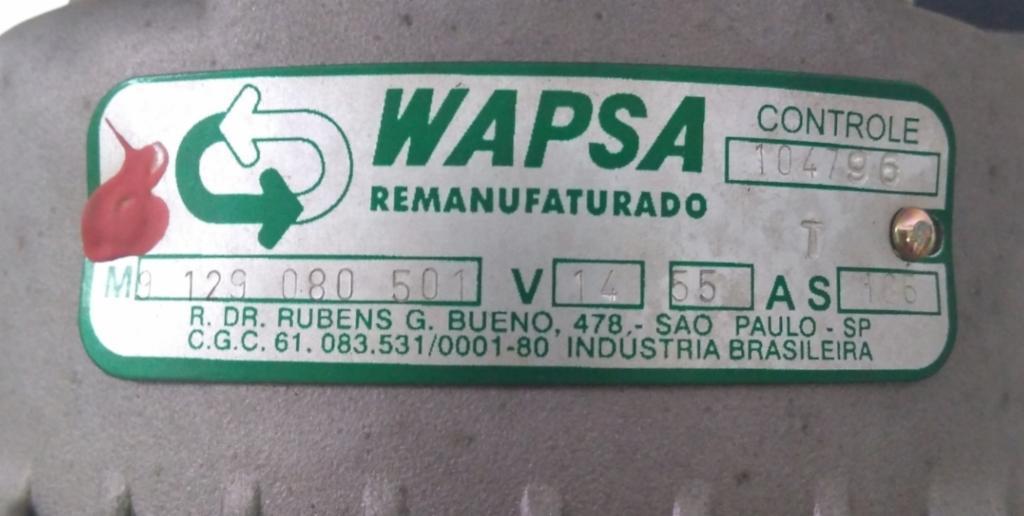 WAPSA
REMANUFATURADO
CONTROLE
104796
T
M 9 129 080 501 V 14 55 A S
R. DR. RUBENS G. BUENO, 478.- SAO PAULO - SP
C.G.C. 61. 083.531/0001-80 INDUSTRIA BRASILEIRA